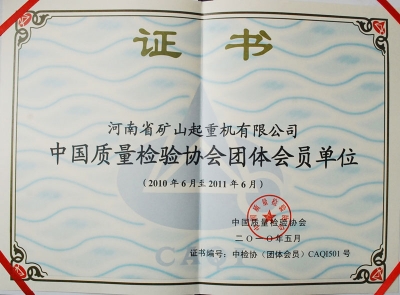 证书
河南省矿山起重机有限公司
中国质量检验协会团体会员单位
（2010年6月至2011年6月）
中国质量检验协会
二〇一〇年五月
证书编号：中检协（团体会员）CAQI501号
CAQI